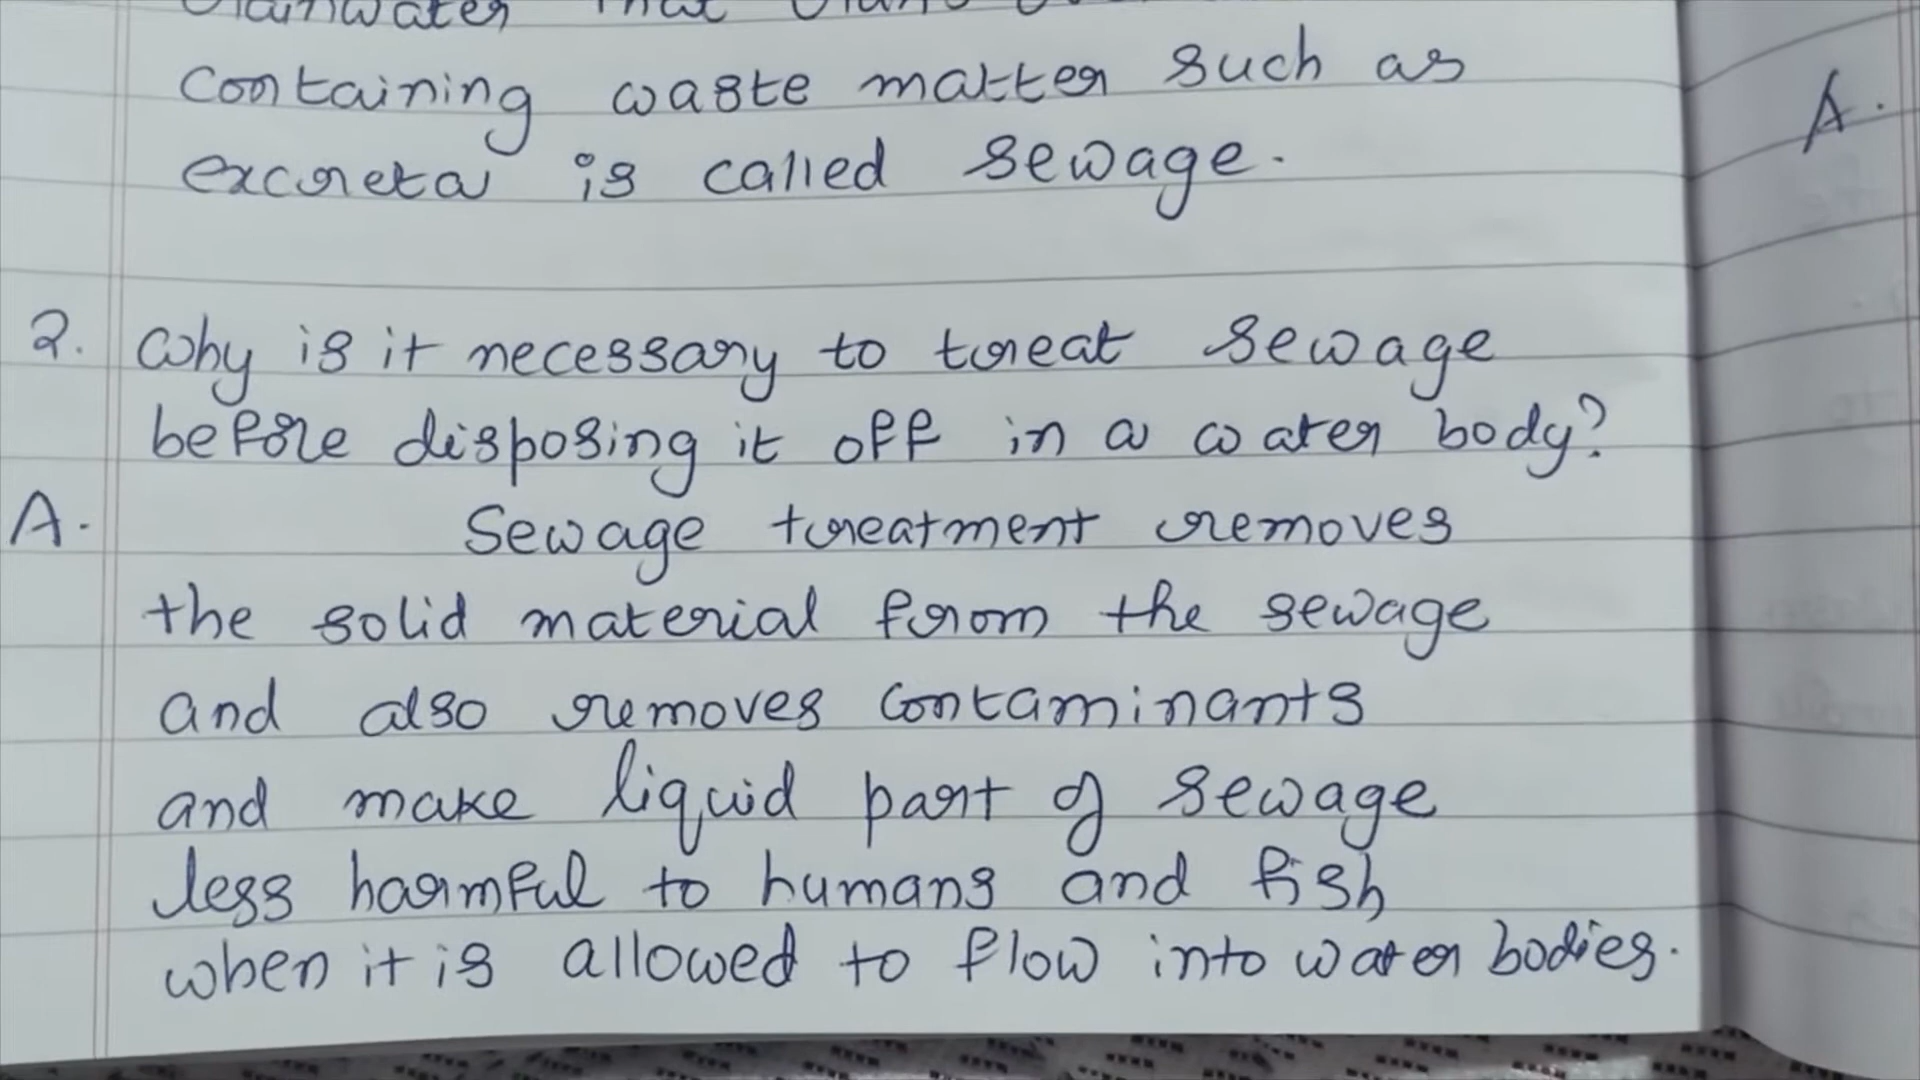 containing waste matter such as
excreta is called sewage.
A.
2. Why is it necessary to treat sewage
before disposing it off in a water body?
A. Sewage treatment removes
the solid material from the sewage
and also removes contaminants
and make liquid part of sewage
less harmful to humans and fish
when it is allowed to flow into water bodies.